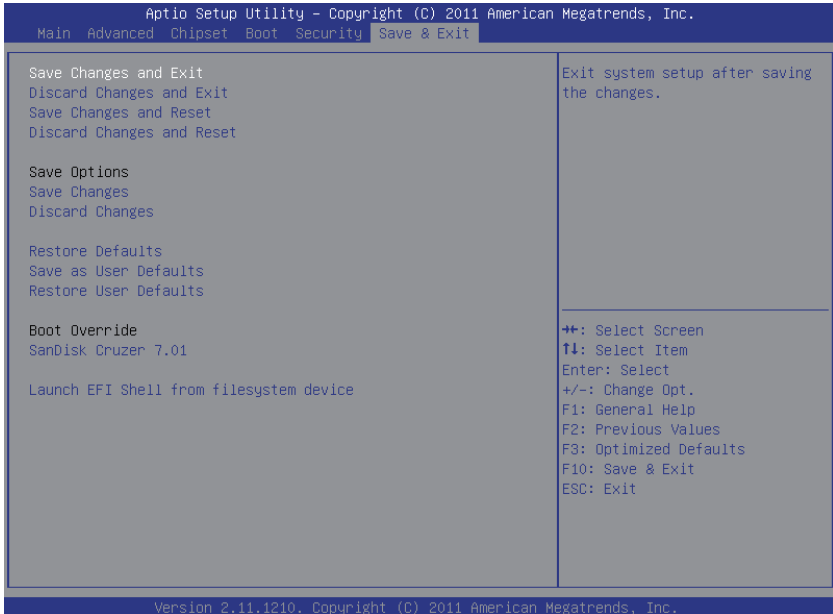 Aptio Setup Utility – Copyright (C) 2011 American Megatrends, Inc.
Main Advanced Chipset Boot Security Save & Exit
Save Changes and Exit
Discard Changes and Exit
Save Changes and Reset
Discard Changes and Reset
Save Options
Save Changes
Discard Changes
Restore Defaults
Save as User Defaults
Restore User Defaults
Boot Override
SanDisk Cruzer 7.01
Launch EFI Shell from filesystem device
Exit system setup after saving
the changes.
→←: Select Screen
↑↓: Select Item
Enter: Select
+/-: Change Opt.
F1: General Help
F2: Previous Values
F3: Optimized Defaults
F10: Save & Exit
ESC: Exit
Version 2.11.1210. Copyright (C) 2011 American Megatrends, Inc.